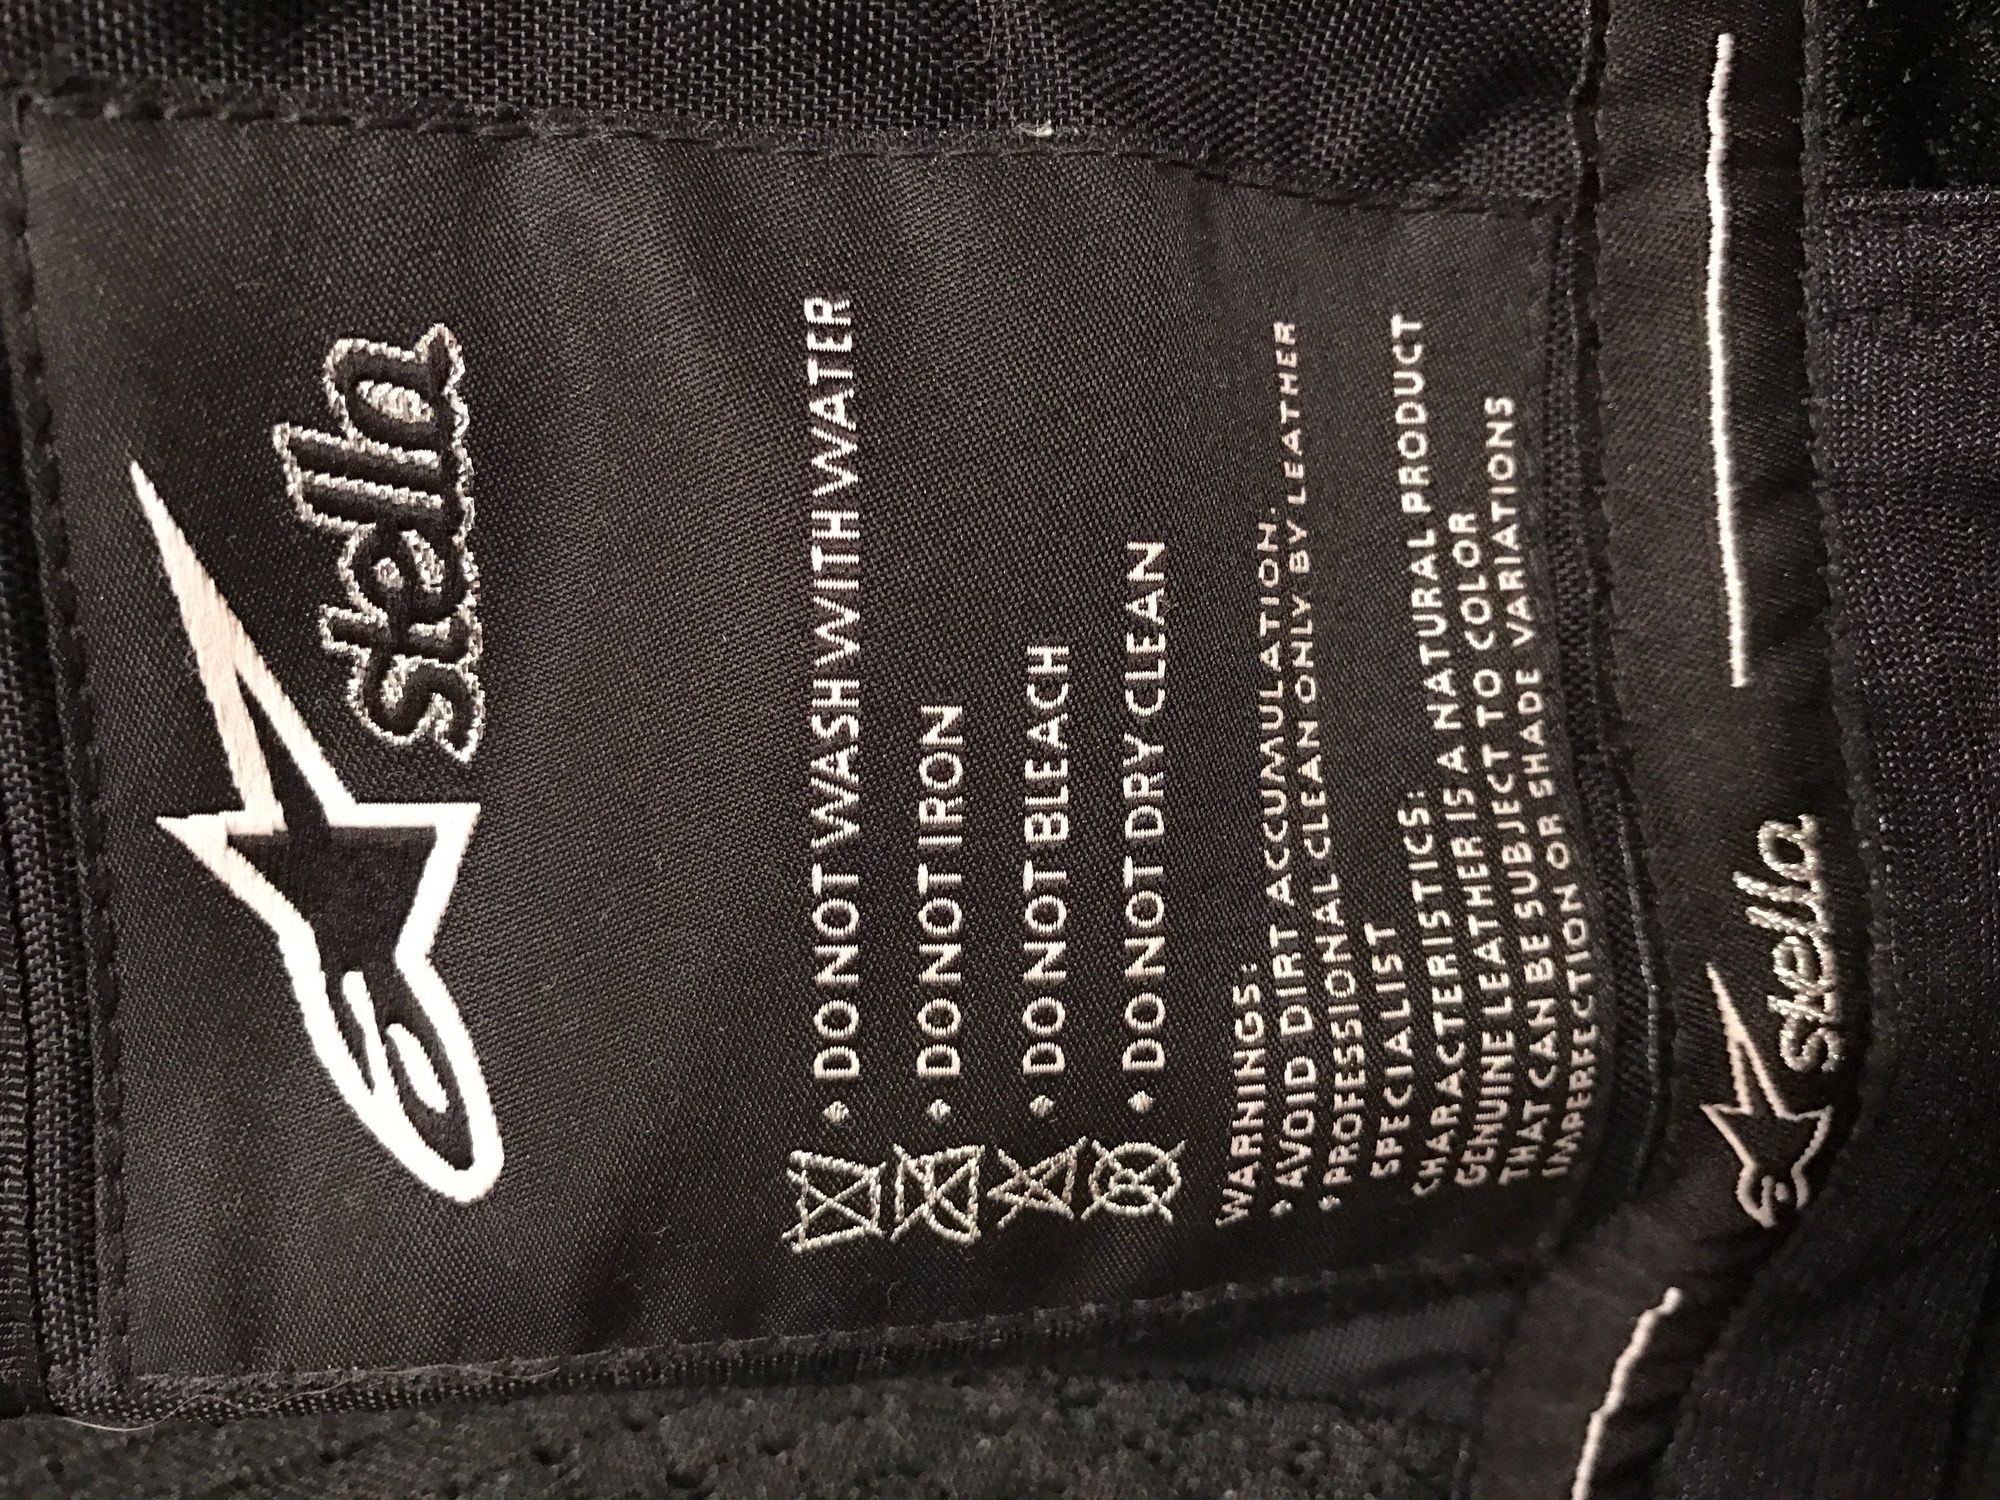 stella
• DO NOT WASH WITH WATER
• DO NOT IRON
• DO NOT BLEACH
• DO NOT DRY CLEAN
WARNINGS:
• AVOID DIRT ACCUMULATION.
• PROFESSIONAL CLEAN ONLY BY LEATHER
SPECIALIST
CHARACTERISTICS:
GENUINE LEATHER IS A NATURAL PRODUCT
THAT CAN BE SUBJECT TO COLOR
IMPERFECTION OR SHADE VARIATIONS
stella